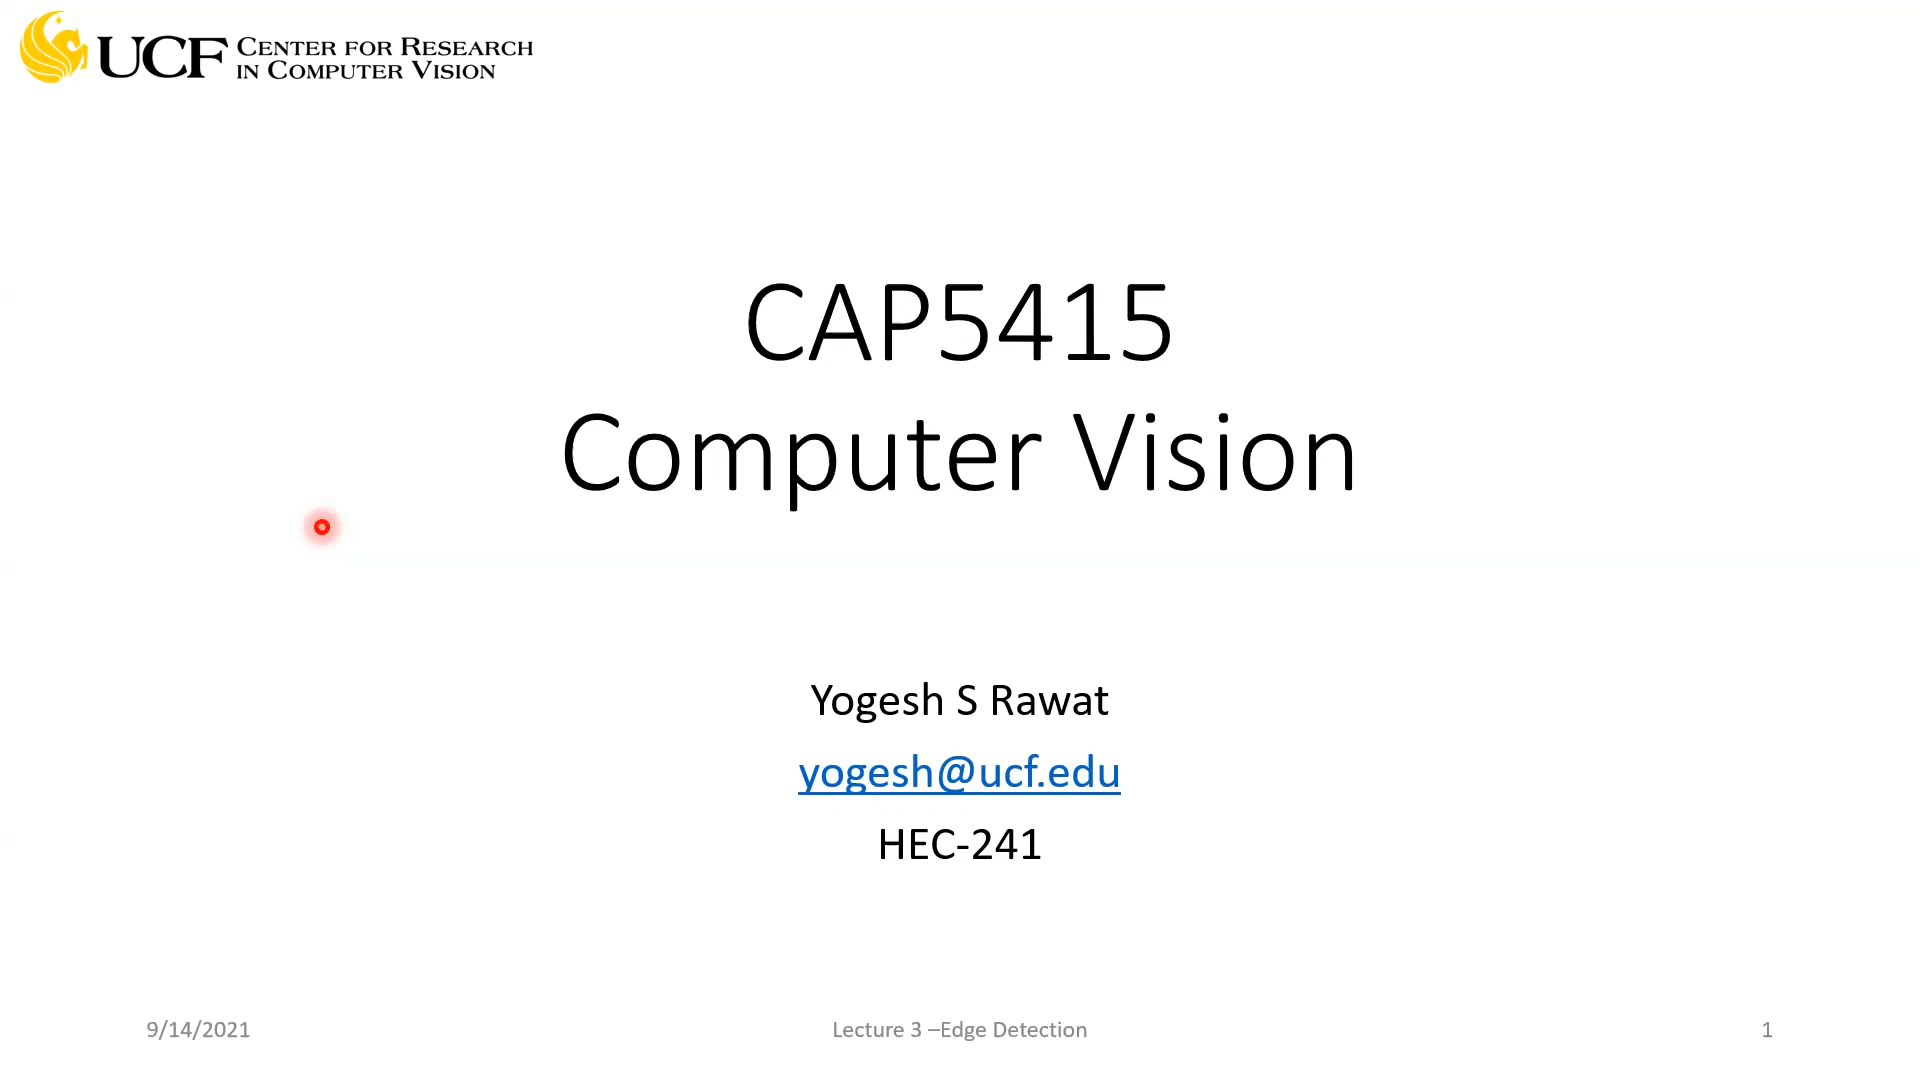 UCF CENTER FOR RESEARCH
IN COMPUTER VISION
CAP5415
Computer Vision
Yogesh S Rawat
yogesh@ucf.edu
HEC-241
9/14/2021
Lecture 3 –Edge Detection
1